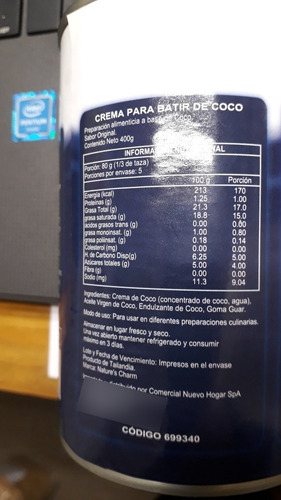 intel
PENTIUM
CREMA PARA BATIR DE COCO
Preparación alimenticia a base de Coco
Sabor Original.
Contenido Neto 400g
INFORMA NAL
Porción: 80 g (1/3 de taza)
Porciones por envase: 5
100 g Porción
Energía (kcal) 213 170
Proteínas (g) 1.25 1.00
Grasa Total (g) 21.3 17.0
grasa saturada (g) 18.8 15.0
ácidos grasos trans (g) 0.00 0.00
grasa monoinsat. (g) 1.00 0.80
grasa poliinsat. (g) 0.18 0.14
Colesterol (mg) 0.00 0.00
H. de Carbono Disp(g) 6.25 5.00
Azúcares totales (g) 5.00 4.00
Fibra (g) 0.00 0.00
Sodio (mg) 11.3 9.04
Ingredientes: Crema de Coco (concentrado de coco, agua),
Aceite Virgen de Coco, Endulzante de Coco, Goma Guar.
Modo de uso: Para usar en diferentes preparaciones culinarias.
Almacenar en lugar fresco y seco.
Una vez abierto mantener refrigerado y consumir
máximo en 3 días.
Lote y Fecha de Vencimiento: Impresos en el envase
Producto de Tailandia.
Marca: Nature's Charm
por Comercial Nuevo Hogar SpA
CÓDIGO 699340